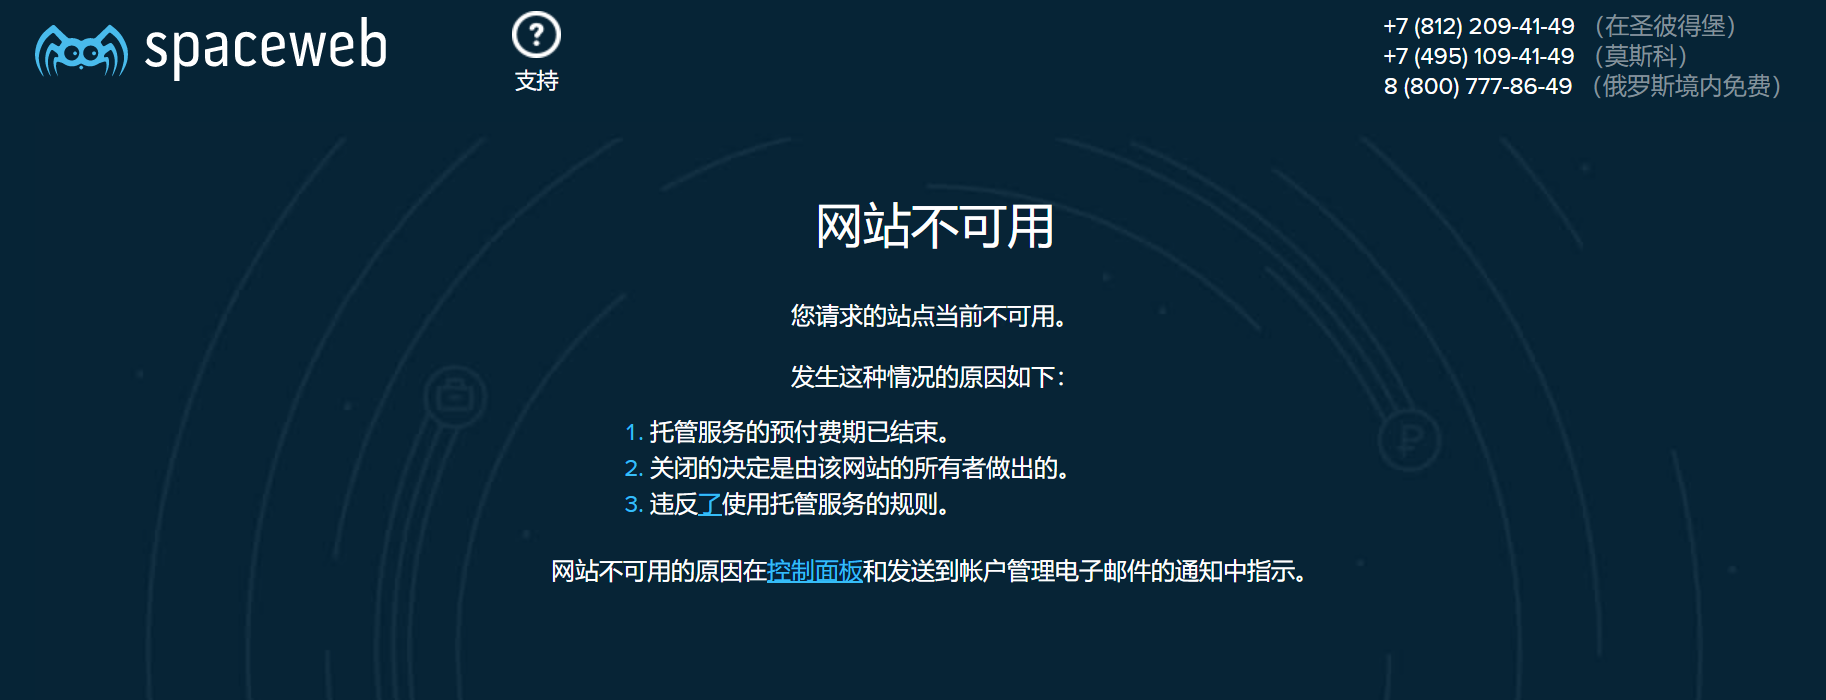 spaceweb
支持
+7 (812) 209-41-49 （在圣彼得堡）
+7 (495) 109-41-49 （莫斯科）
8 (800) 777-86-49 （俄罗斯境内免费）
网站不可用
您请求的站点当前不可用。
发生这种情况的原因如下：
1. 托管服务的预付费期已结束。
2. 关闭的决定是由该网站的所有者做出的。
3. 违反了使用托管服务的规则。
网站不可用的原因在控制面板和发送到帐户管理电子邮件的通知中指示。